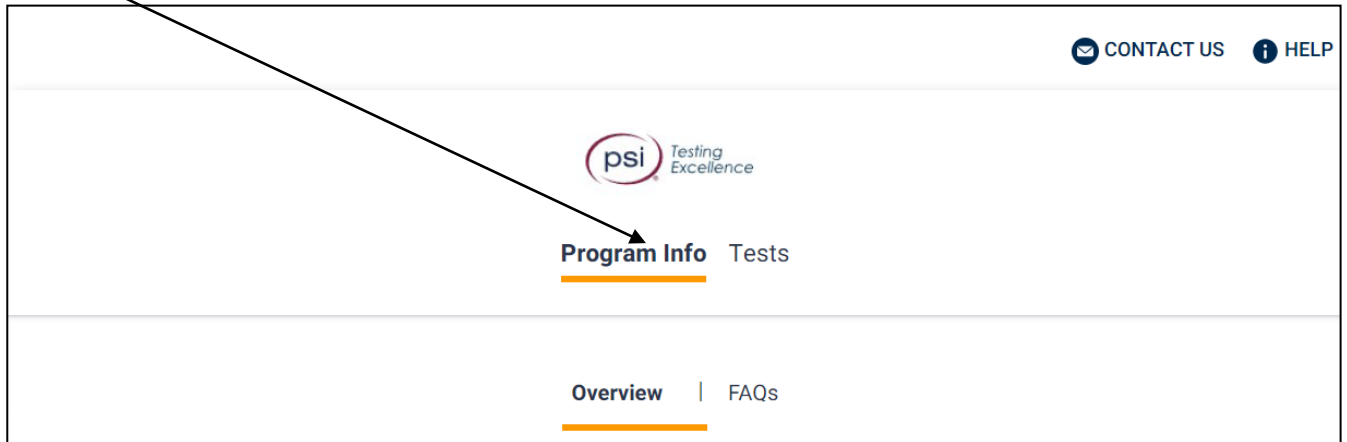 CONTACT US HELP
psi Testing
Excellence
Program Info Tests
Overview | FAQs